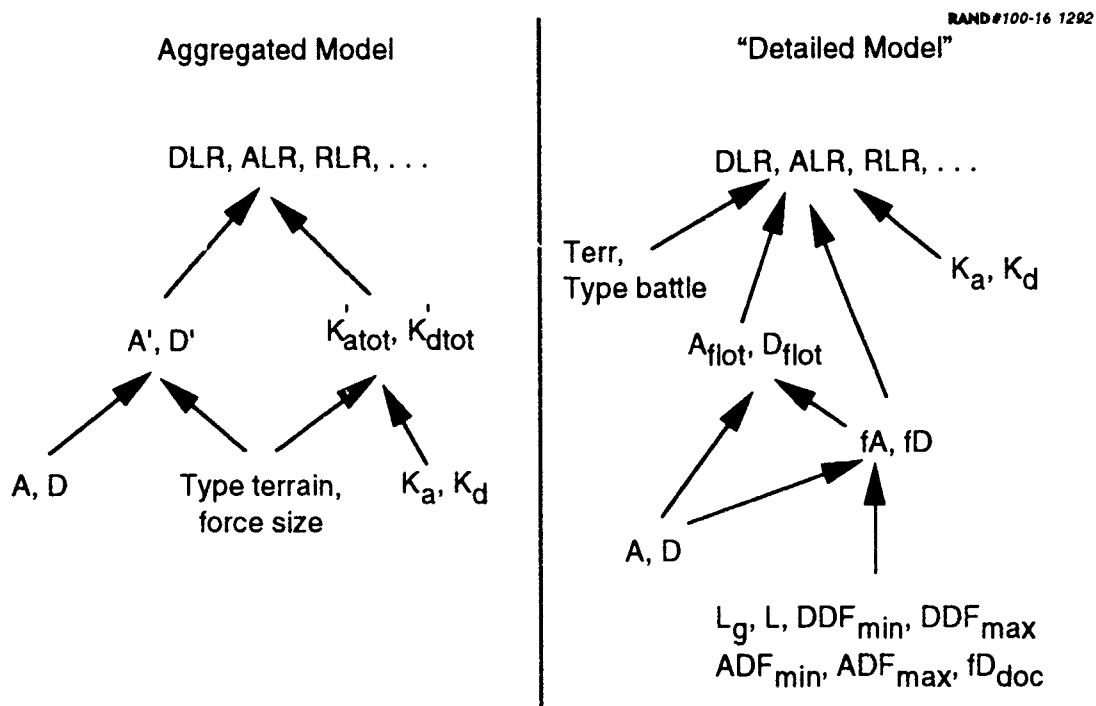 RAND#100-16 1292
Aggregated Model
DLR, ALR, RLR, . . .
A', D'
K'atot, K'dtot
A, D
Type terrain,
force size
Ka, Kd
"Detailed Model"
DLR, ALR, RLR, . . .
Terr,
Type battle
Ka, Kd
Aflot, Dflot
fA, fD
A, D
Lg, L, DDFmin, DDFmax
ADFmin, ADFmax, fDdoc